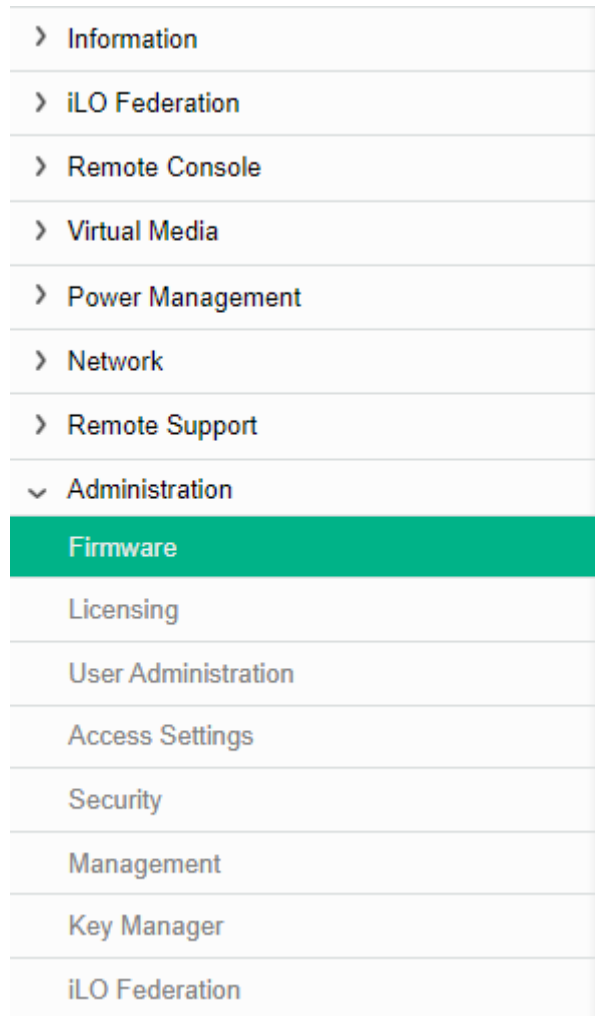 Information
iLO Federation
Remote Console
Virtual Media
Power Management
Network
Remote Support
Administration
Firmware
Licensing
User Administration
Access Settings
Security
Management
Key Manager
iLO Federation